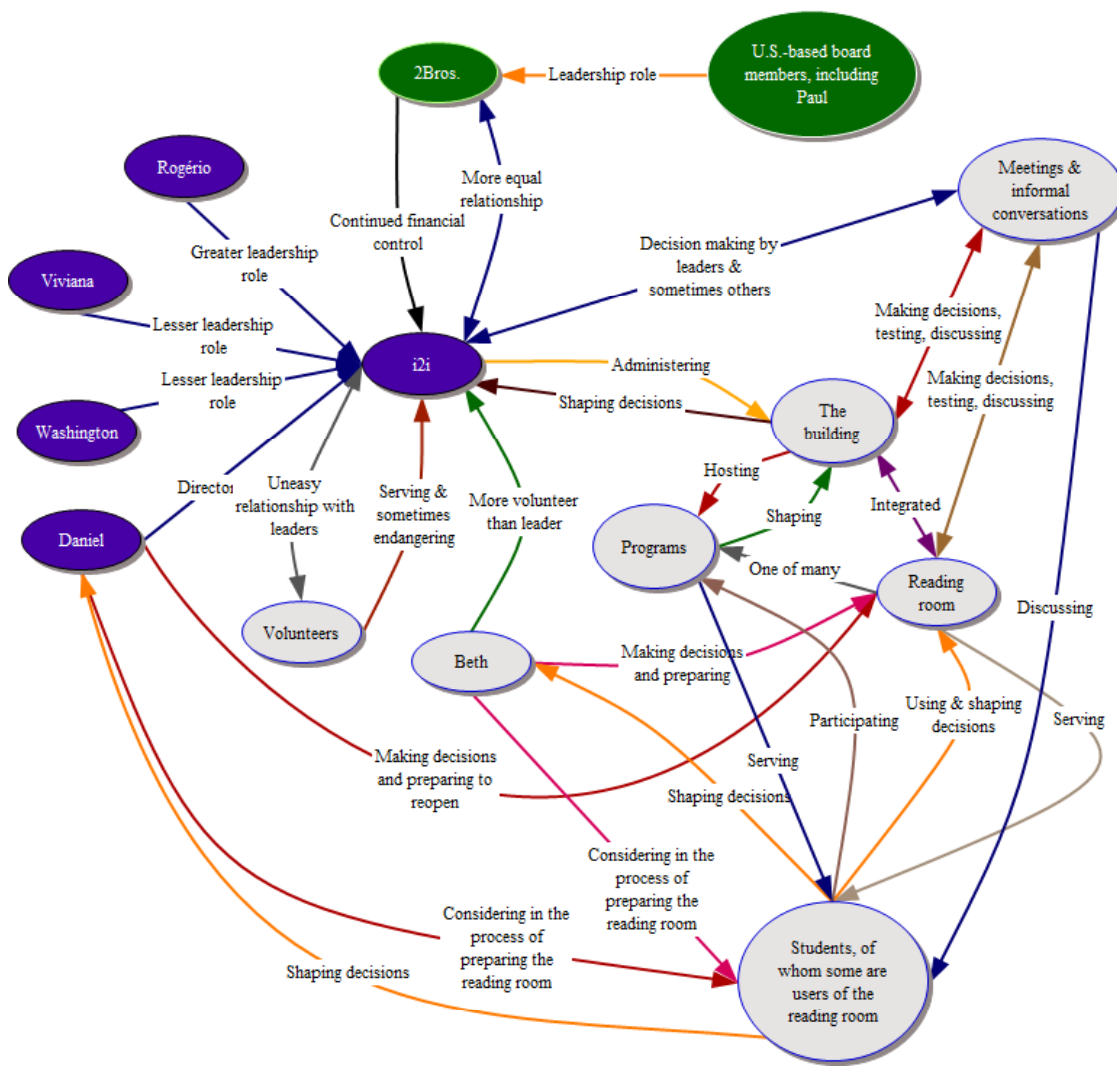 U.S.-based board
members, including
Paul
2Bros.
Leadership role
Rogério
More equal
relationship
Meetings &
informal
conversations
Continued financial
control
Greater leadership
role
Decision making by
leaders &
sometimes others
Viviana
Lesser leadership
role
Making decisions,
testing, discussing
i2i
Administering
Lesser leadership
role
Shaping decisions
Making decisions,
testing, discussing
Washington
The
building
Hosting
Director
Uneasy
relationship with
leaders
Serving &
sometimes
endangering
More volunteer
than leader
Shaping
Integrated
Daniel
Programs
One of many
Reading
room
Discussing
Volunteers
Beth
Making decisions
and preparing
Participating
Using & shaping
decisions
Serving
Making decisions
and preparing to
reopen
Serving
Shaping decisions
Considering in the
process of
preparing the
reading room
Considering in the
process of
preparing the
reading room
Shaping decisions
Students, of
whom some are
users of the
reading room